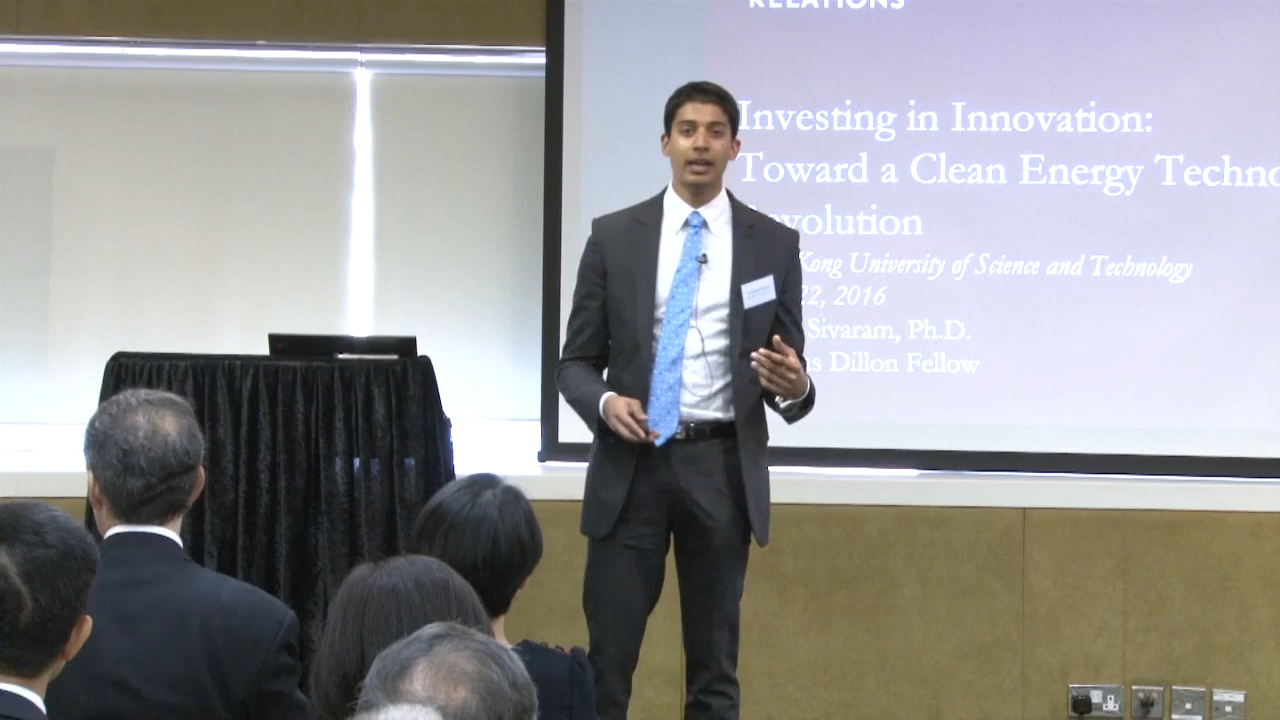 RELATIONS
Investing in Innovation:
Toward a Clean Energy Techno
evolution
Kong University of Science and Technology
22, 2016
Sivaram, Ph.D.
Dillon Fellow